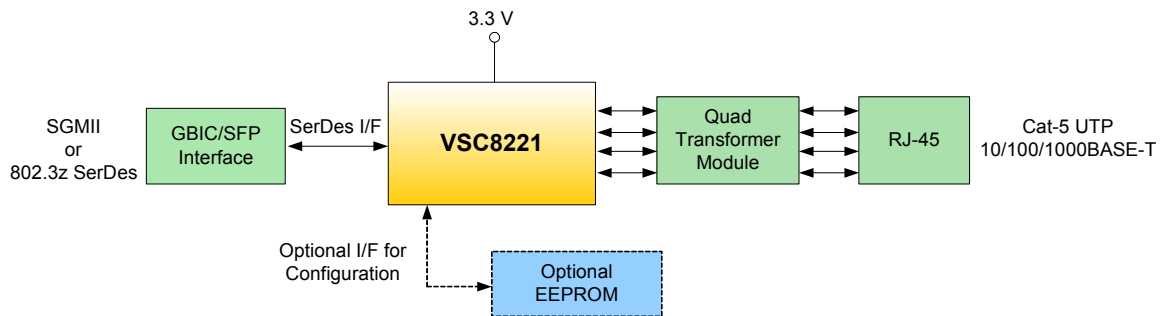 3.3 V
SGMII
or
802.3z SerDes
GBIC/SFP
Interface
SerDes I/F
VSC8221
Quad
Transformer
Module
RJ-45
Cat-5 UTP
10/100/1000BASE-T
Optional I/F for
Configuration
Optional
EEPROM